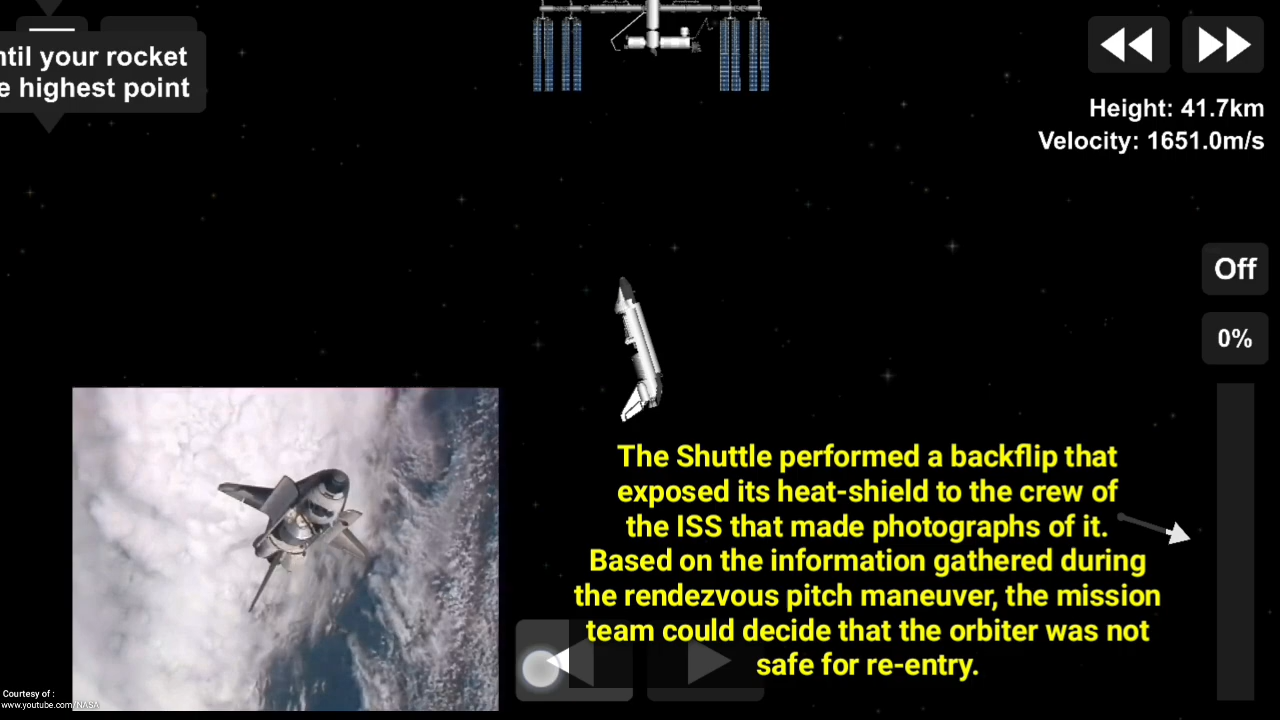 ntil your rocket
e highest point
Height: 41.7km
Velocity: 1651.0m/s
Off
0%
The Shuttle performed a backflip that
exposed its heat-shield to the crew of
the ISS that made photographs of it.
Based on the information gathered during
the rendezvous pitch maneuver, the mission
team could decide that the orbiter was not
safe for re-entry.
Courtesy of :
www.youtube.com/NASA